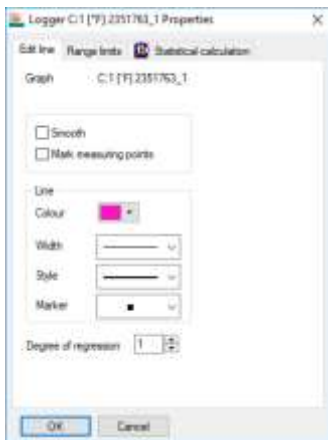 Logger C:1 [°F] 2351763_1 Properties
Edit line Range limits Statistical calculation
Graph C:1 [°F] 2351763_1
Smooth
Mark measuring points
Line
Colour
Width
Style
Marker
Degree of regression 1
OK Cancel